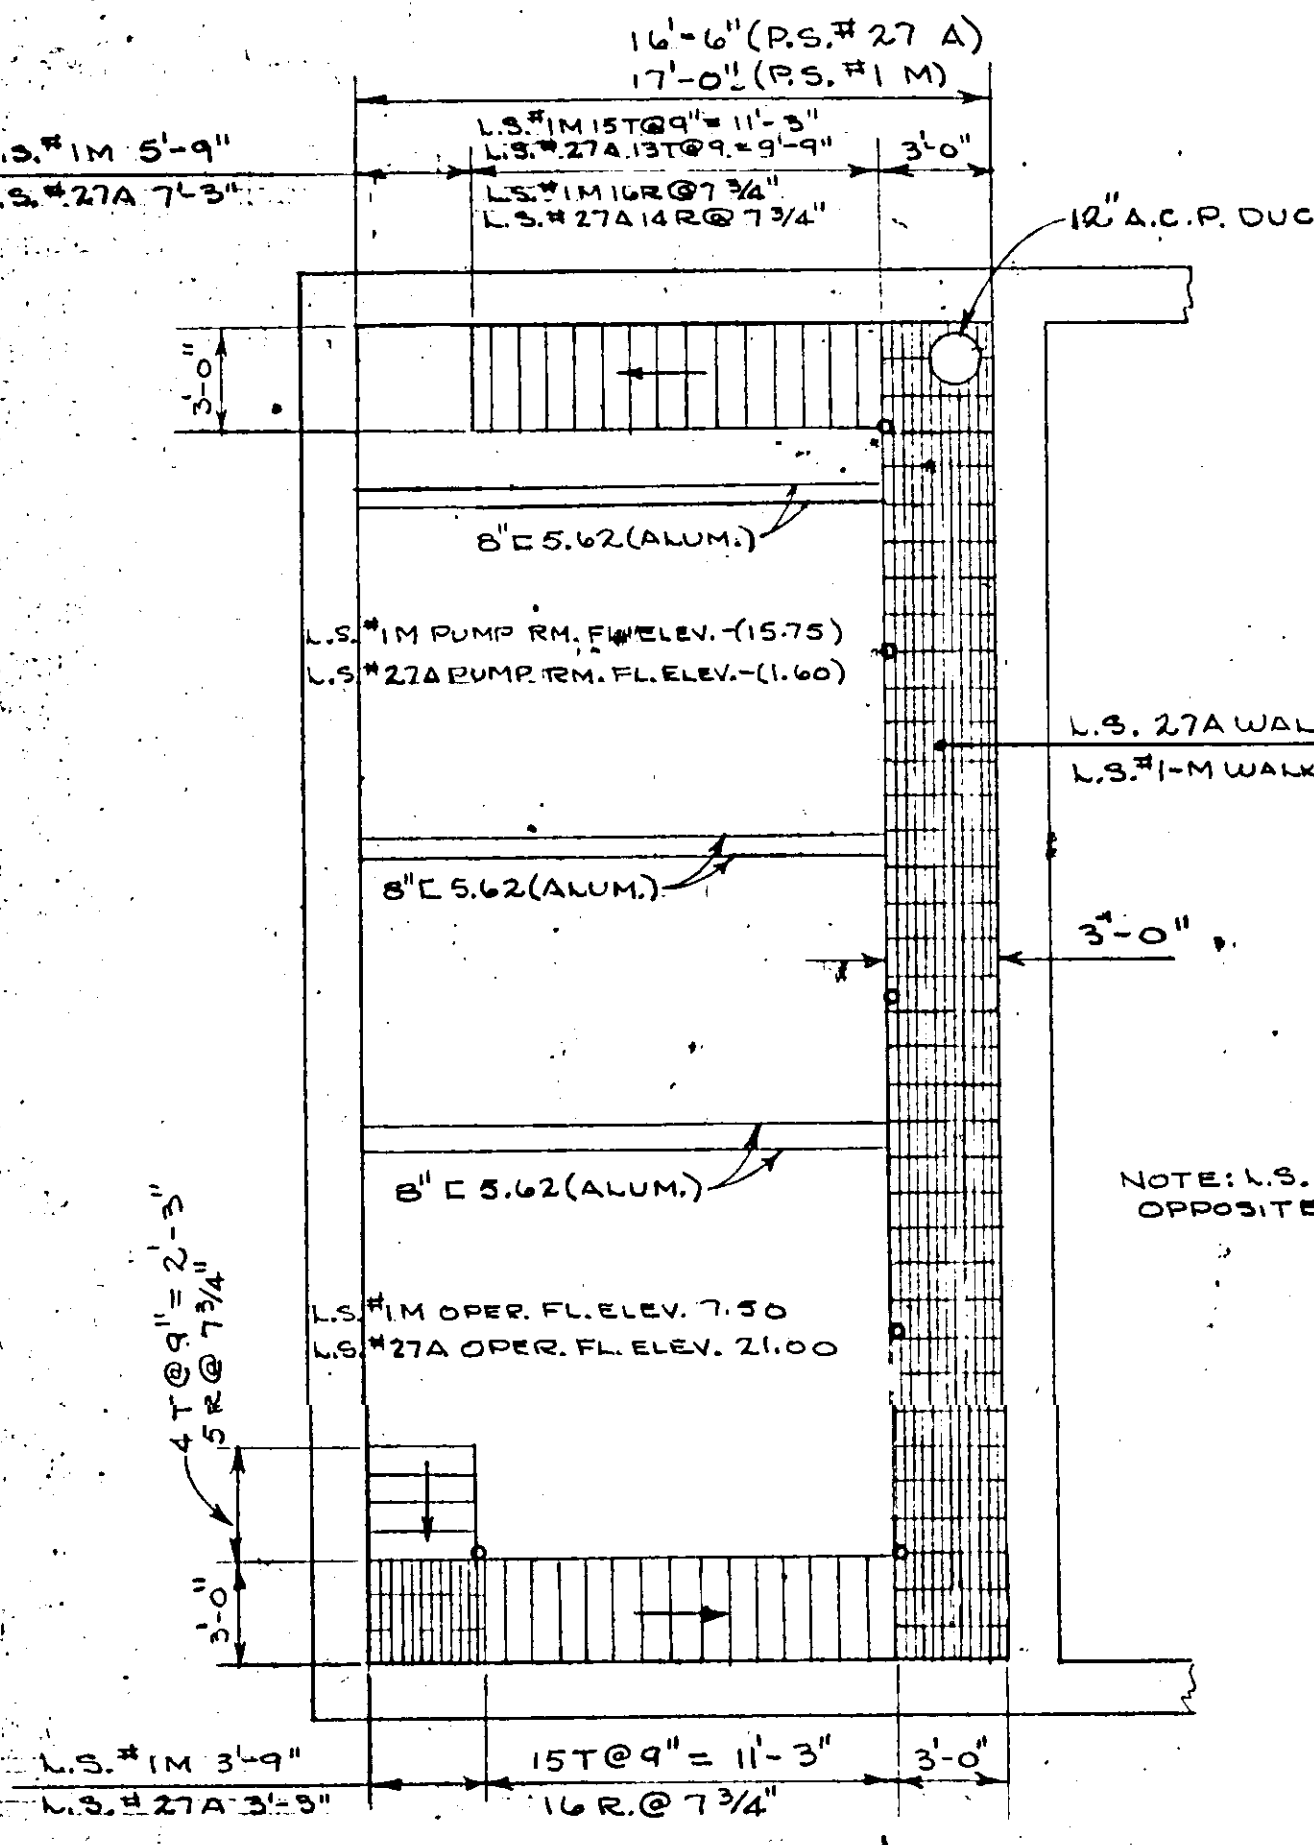 16'-6" (P.S.# 27 A)
17'-0" (P.S. #1 M)
L.S.#1M 15T@9"= 11'-3"
L.S.#27A 13T@9.=9'-9"
3'-0"
.S.#1M 5'-9"
.S.#27A 7'-3"
L.S.#1M 16R@7 3/4"
L.S.#27A 14R@ 7 3/4"
12" A.C.P. DUC
3'-0"
8"⊏ 5.62(ALUM.)
L.S.#1M PUMP RM. FL. ELEV.-(15.75)
L.S.#27A PUMP. RM. FL. ELEV.-(1.60)
L.S. 27A WAL
L.S.#1-M WALK
8"⊏ 5.62(ALUM.)
3'-0"
8" ⊏ 5.62(ALUM.)
NOTE: L.S.
OPPOSITE
4 T@9"= 2'-3"
5 R@ 7 3/4"
L.S.#1M OPER. FL. ELEV. 7.50
L.S.#27A OPER. FL. ELEV. 21.00
3'-0"
L.S.#1M 3'-9"
L.S.#27A 3'-3"
15T@9"= 11'-3"
16 R.@ 7 3/4"
3'-0"